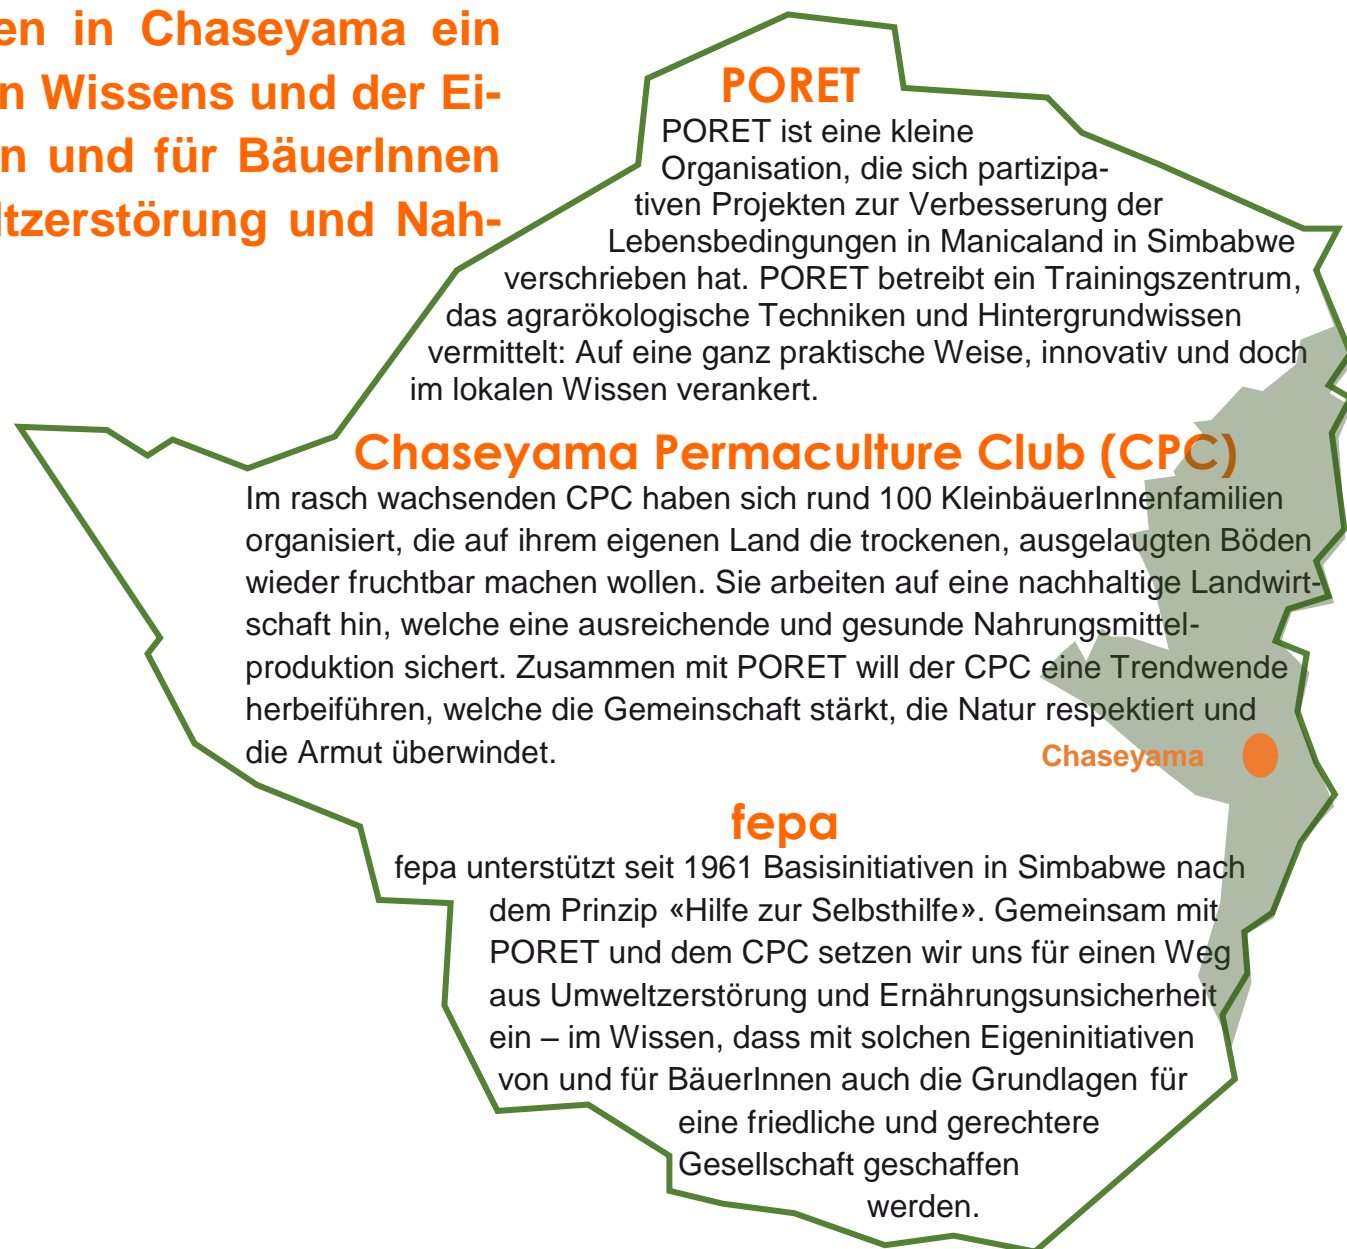 en in Chaseyama ein
n Wissens und der Ei-
n und für BäuerInnen
ltzerstörung und Nah-
PORET
PORET ist eine kleine
Organisation, die sich partizipa-
tiven Projekten zur Verbesserung der
Lebensbedingungen in Manicaland in Simbabwe
verschrieben hat. PORET betreibt ein Trainingszentrum,
das agrarökologische Techniken und Hintergrundwissen
vermittelt: Auf eine ganz praktische Weise, innovativ und doch
im lokalen Wissen verankert.
Chaseyama Permaculture Club (CPC)
Im rasch wachsenden CPC haben sich rund 100 KleinbäuerInnenfamilien
organisiert, die auf ihrem eigenen Land die trockenen, ausgelaugten Böden
wieder fruchtbar machen wollen. Sie arbeiten auf eine nachhaltige Landwirt-
schaft hin, welche eine ausreichende und gesunde Nahrungsmittel-
produktion sichert. Zusammen mit PORET will der CPC eine Trendwende
herbeiführen, welche die Gemeinschaft stärkt, die Natur respektiert und
die Armut überwindet.
Chaseyama
fepa
fepa unterstützt seit 1961 Basisinitiativen in Simbabwe nach
dem Prinzip «Hilfe zur Selbsthilfe». Gemeinsam mit
PORET und dem CPC setzen wir uns für einen Weg
aus Umweltzerstörung und Ernährungsunsicherheit
ein – im Wissen, dass mit solchen Eigeninitiativen
von und für BäuerInnen auch die Grundlagen für
eine friedliche und gerechtere
Gesellschaft geschaffen
werden.